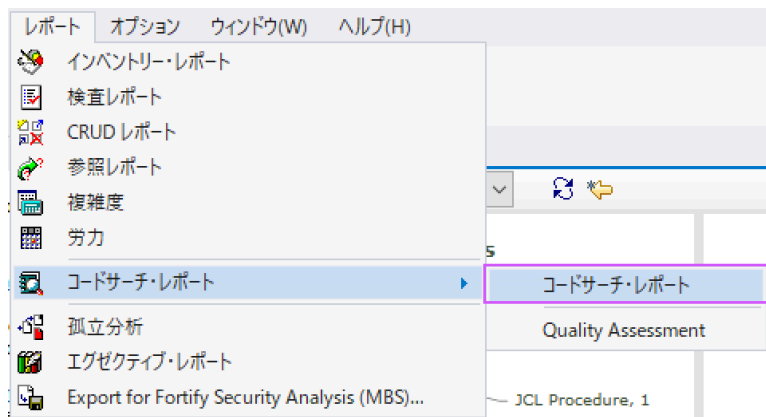 レポート オプション ウィンドウ(W) ヘルプ(H)
インベントリー・レポート
検査レポート
CRUD レポート
参照レポート
複雑度
労力
コードサーチ・レポート
コードサーチ・レポート
Quality Assessment
孤立分析
エグゼクティブ・レポート
Export for Fortify Security Analysis (MBS)...
JCL Procedure, 1